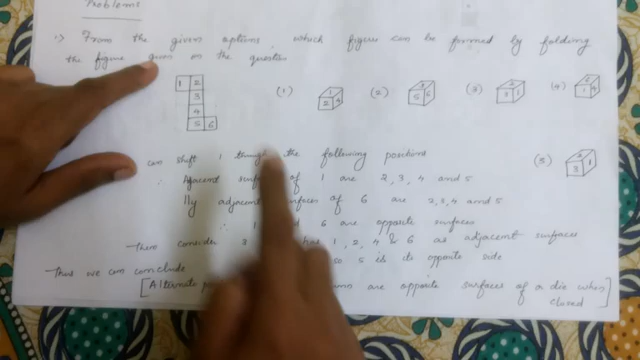 Problems
1) From the given options, which figure can be formed by folding
the figure given on the question
1 2
3
4
5 6
(1) 2 4
(2) 5 6
(3) 3 1
(4) 1 4
(5) 3 1
can shift 1 through the following positions
∴ Adjacent surfaces of 1 are 2, 3, 4 and 5
lly adjacent surfaces of 6 are 2, 3, 4 and 5
∴ 1 6 are opposite surfaces
Then consider 3 has 1, 2, 4 & 6 as adjacent surfaces
Thus we can conclude 5 is its opposite side
[Alternate are opposite surfaces of a die when
closed]